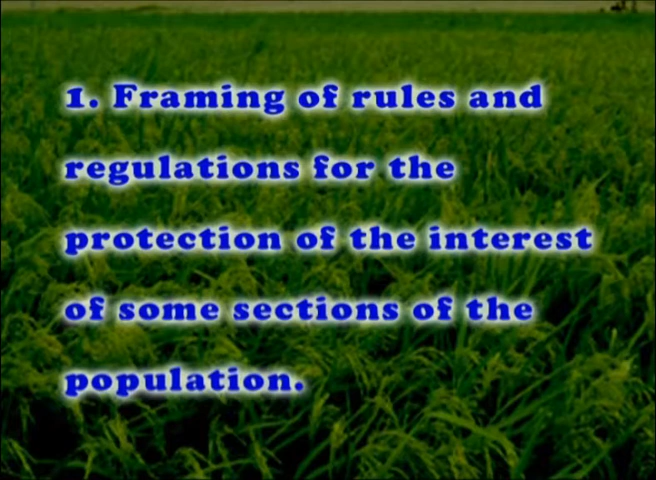 1. Framing of rules and
regulations for the
protection of the interest
of some sections of the
population.